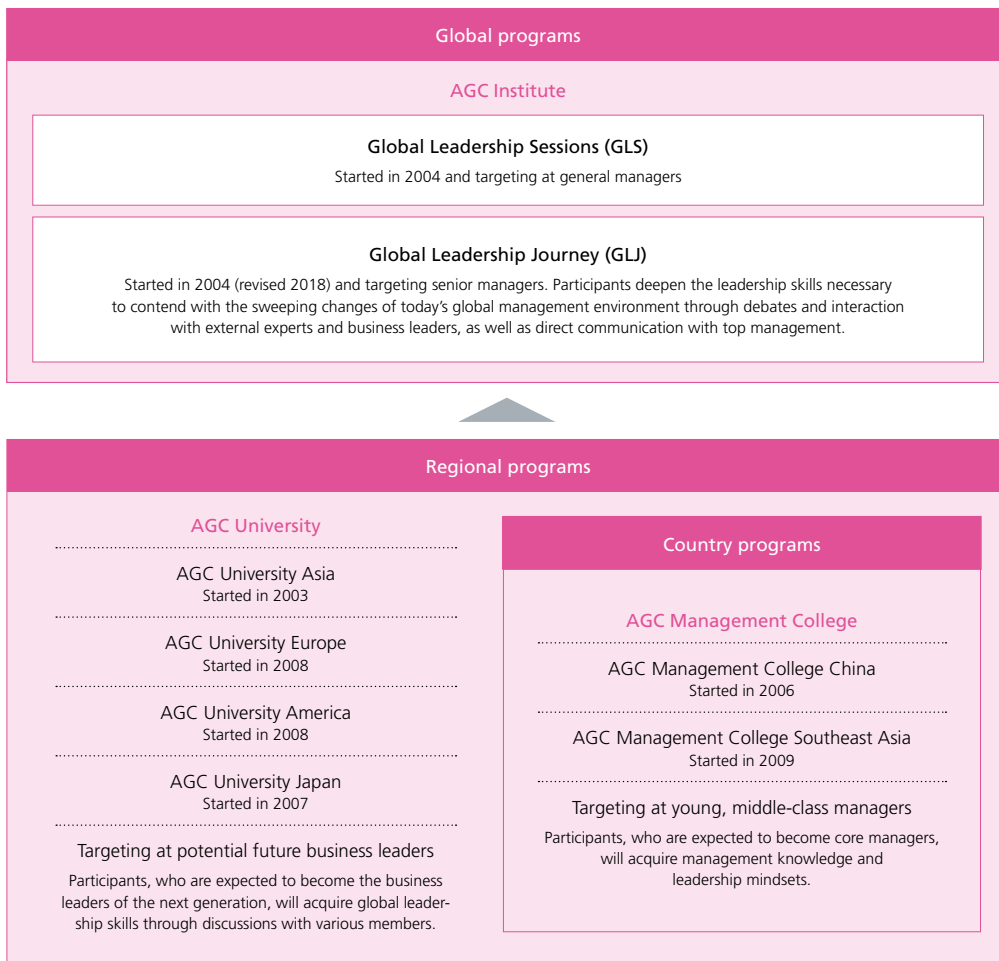 Global programs
AGC Institute
Global Leadership Sessions (GLS)
Started in 2004 and targeting at general managers
Global Leadership Journey (GLJ)
Started in 2004 (revised 2018) and targeting senior managers. Participants deepen the leadership skills necessary
to contend with the sweeping changes of today's global management environment through debates and interaction
with external experts and business leaders, as well as direct communication with top management.
Regional programs
AGC University
AGC University Asia
Started in 2003
AGC University Europe
Started in 2008
AGC University America
Started in 2008
AGC University Japan
Started in 2007
Targeting at potential future business leaders
Participants, who are expected to become the business
leaders of the next generation, will acquire global leader-
ship skills through discussions with various members.
Country programs
AGC Management College
AGC Management College China
Started in 2006
AGC Management College Southeast Asia
Started in 2009
Targeting at young, middle-class managers
Participants, who are expected to become core managers,
will acquire management knowledge and
leadership mindsets.